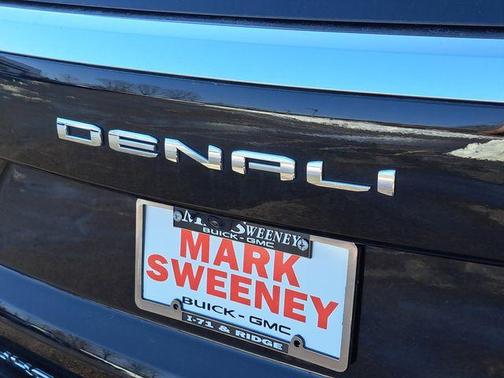 DENALI
SWEENEY
BUICK-GMC
MARK
SWEENEY
BUICK-GMC
I-71 & RIDGE